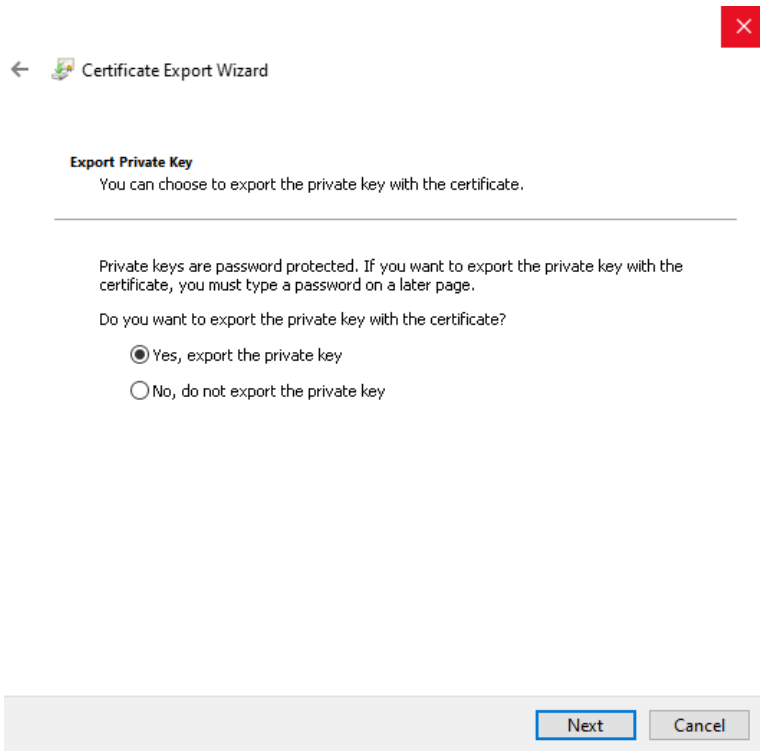 Certificate Export Wizard
Export Private Key
You can choose to export the private key with the certificate.
Private keys are password protected. If you want to export the private key with the
certificate, you must type a password on a later page.
Do you want to export the private key with the certificate?
Yes, export the private key
No, do not export the private key
Next
Cancel